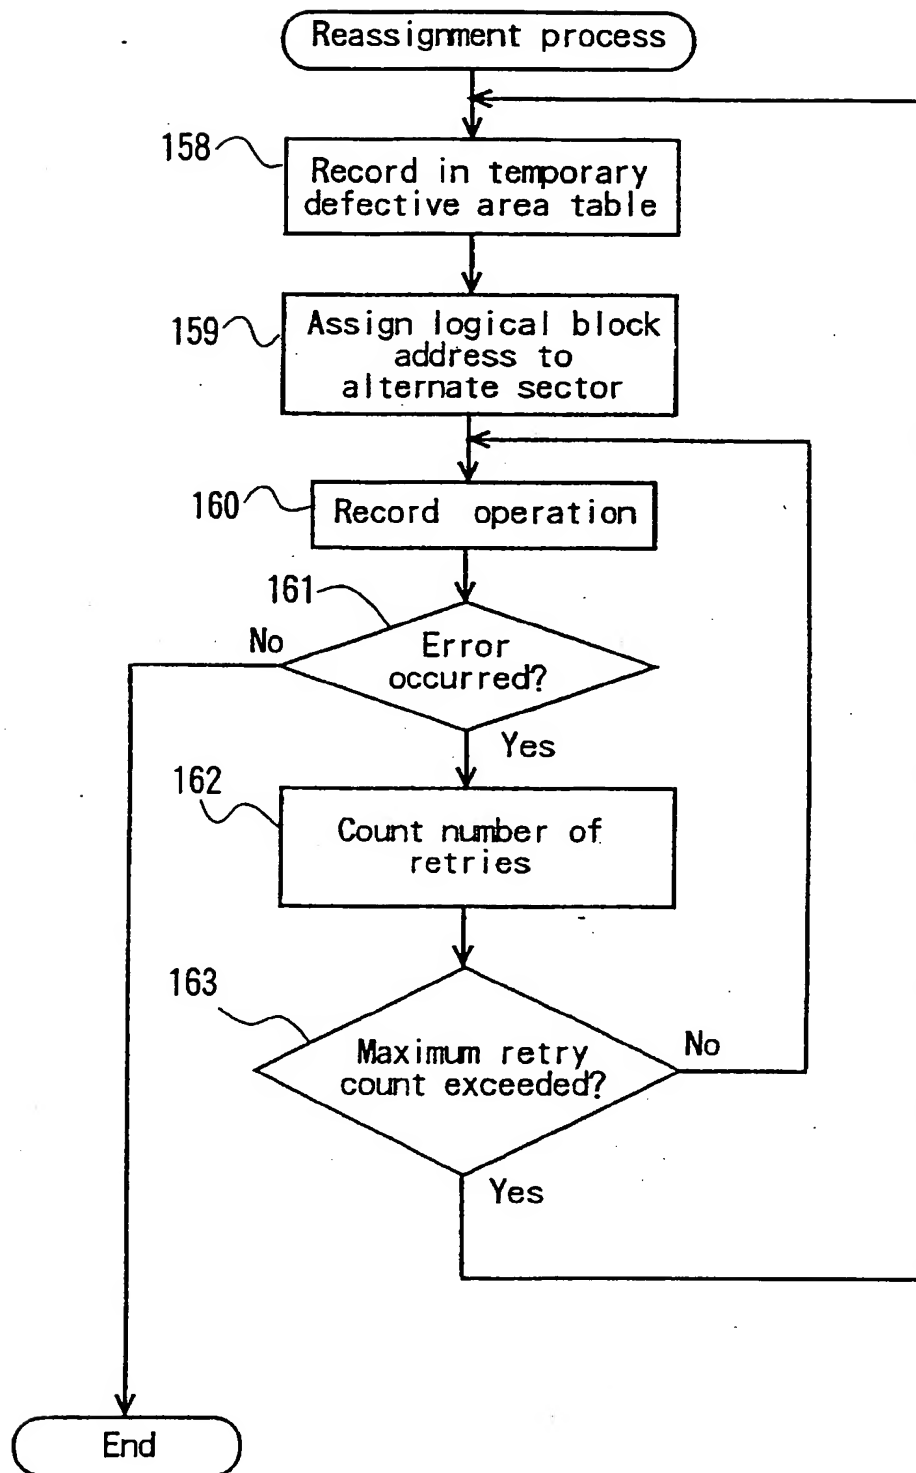 Reassignment process
158
Record in temporary
defective area table
159
Assign logical block
address to
alternate sector
160
Record operation
161
No
Error
occurred?
Yes
162
Count number of
retries
163
Maximum retry
count exceeded?
No
Yes
End